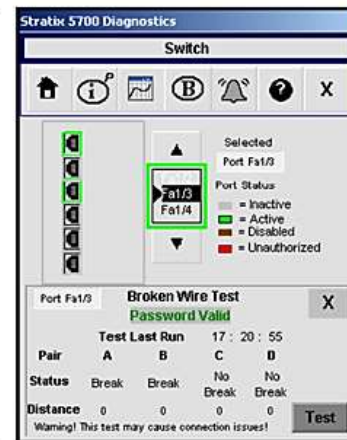 Stratix 5700 Diagnostics
Switch
i P B ? X
Selected
Port Fa1/3
Fa1/3
Fa1/4
Port Status
= Inactive
= Active
= Disabled
= Unauthorized
Port Fa1/3 Broken Wire Test X
Password Valid
Test Last Run 17 : 20 : 55
Pair A B C D
Status Break Break No Break No Break
Distance 0 0 0 0
Warning! This test may cause connection issues!
Test